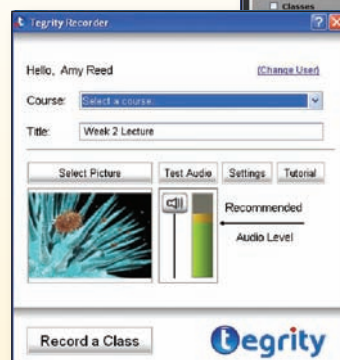 Classes
Tegrity Recorder
Hello, Amy Reed
(Change User)
Course: Select a course...
Title: Week 2 Lecture
Select Picture
Test Audio
Settings
Tutorial
Recommended
Audio Level
Record a Class
tegrity